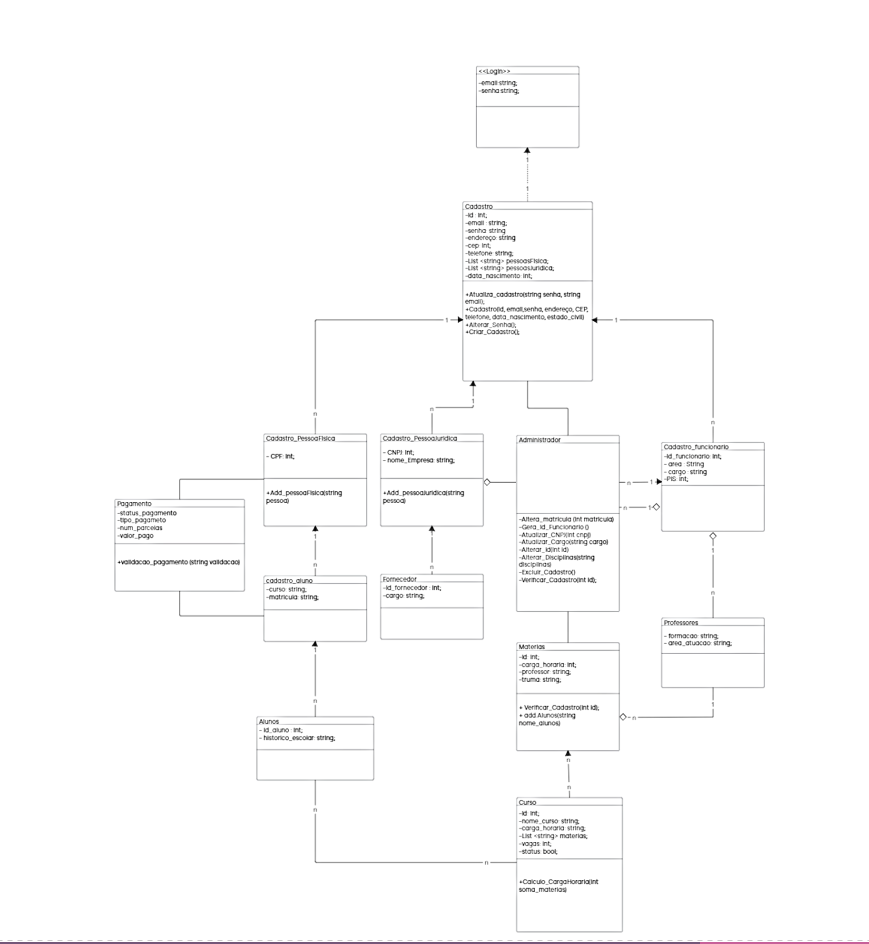 <<Login>>
-email:string;
-senha:string;
1
1
Cadastro
-id : int;
-email : string;
-senha: string
-endereço: string
-cep: int;
-telefone: string;
-List <string> pessoasFisica;
-List <string> pessoasJuridica;
-data_nascimento: int;
+Atualiza_cadastro(string senha, string
email);
+Cadastro(id, email,senha, endereço, CEP,
telefone, data_nascimento, estado_civil)
+Alterar_Senha();
+Criar_Cadastro();
1
1
1
n
n
n
Cadastro_PessoaFisica
- CPF: int;
+Add_pessoaFisica(string
pessoa)
Cadastro_PessoaJuridica
- CNPJ: int;
- nome_Empresa: string;
+Add_pessoaJuridica(string
pessoa)
Administrador
-Altera_matricula (int matricula)
-Gera_id_Funcionario ()
-Atualizar_CNPJ(int cnpj)
-Atualizar_Cargo(string cargo)
-Alterar_id(int id)
-Alterar_Disciplinas(string
disciplinas)
-Excluir_Cadastro()
-Verificar_Cadastro(int id);
n
1
n
1
Cadastro_funcionario
-id_funcionario: int;
- area : String
- cargo : string
-PIS: int;
Pagamento
-status_pagamento
-tipo_pagameto
-num_parcelas
-valor_pago
+validacao_pagamento (string validacao)
1
n
1
n
1
n
cadastro_aluno
-curso: string;
-matricula: string;
Fornecedor
-id_fornecedor : int;
-cargo: string;
Professores
- formacao: string;
- area_atuacao: string;
Materias
-id: int;
-carga_horaria: int;
-professor: string;
-truma: string;
+ Verificar_Cadastro(int id);
+ add Alunos(string
nome_alunos)
1
n
1
n
Alunos
- id_aluno : int;
- historico_escolar: string;
n
n
n
n
Curso
-id: int;
-nome_curso: string;
-carga_horaria: string;
-List <string> materias;
-vagas: int;
-status: bool;
+Calculo_CargaHoraria(int
soma_materias)